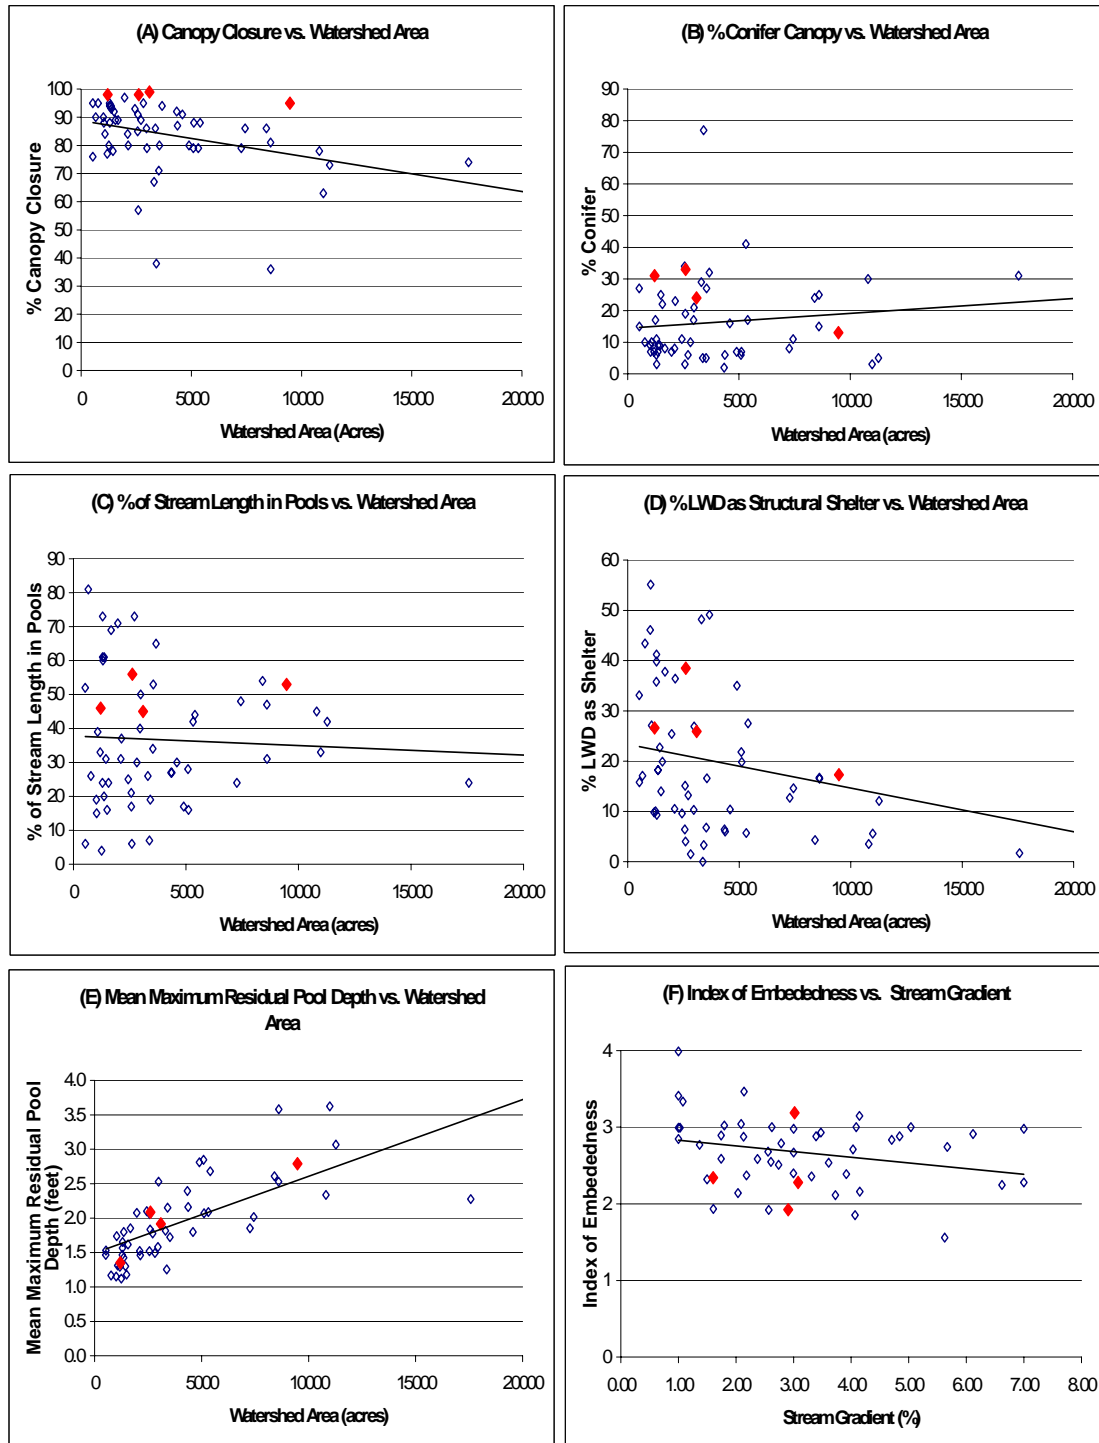 (A) Canopy Closure vs. Watershed Area
% Canopy Closure
100
90
80
70
60
50
40
30
20
10
0
0 5000 10000 15000 20000
Watershed Area (Acres)
(B) % Conifer Canopy vs. Watershed Area
% Conifer
90
80
70
60
50
40
30
20
10
0
0 5000 10000 15000 20000
Watershed Area (acres)
(C) % of Stream Length in Pools vs. Watershed Area
% of Stream Length in Pools
90
80
70
60
50
40
30
20
10
0
0 5000 10000 15000 20000
Watershed Area (acres)
(D) % LWD as Structural Shelter vs. Watershed Area
% LWD as Shelter
60
50
40
30
20
10
0
0 5000 10000 15000 20000
Watershed Area (acres)
(E) Mean Maximum Residual Pool Depth vs. Watershed
Area
Mean Maximum Residual Pool
Depth (feet)
4.0
3.5
3.0
2.5
2.0
1.5
1.0
0.5
0.0
0 5000 10000 15000 20000
Watershed Area (acres)
(F) Index of Embededness vs. Stream Gradient
Index of Embededness
4
3
2
1
0
0.00 1.00 2.00 3.00 4.00 5.00 6.00 7.00 8.00
Stream Gradient (%)